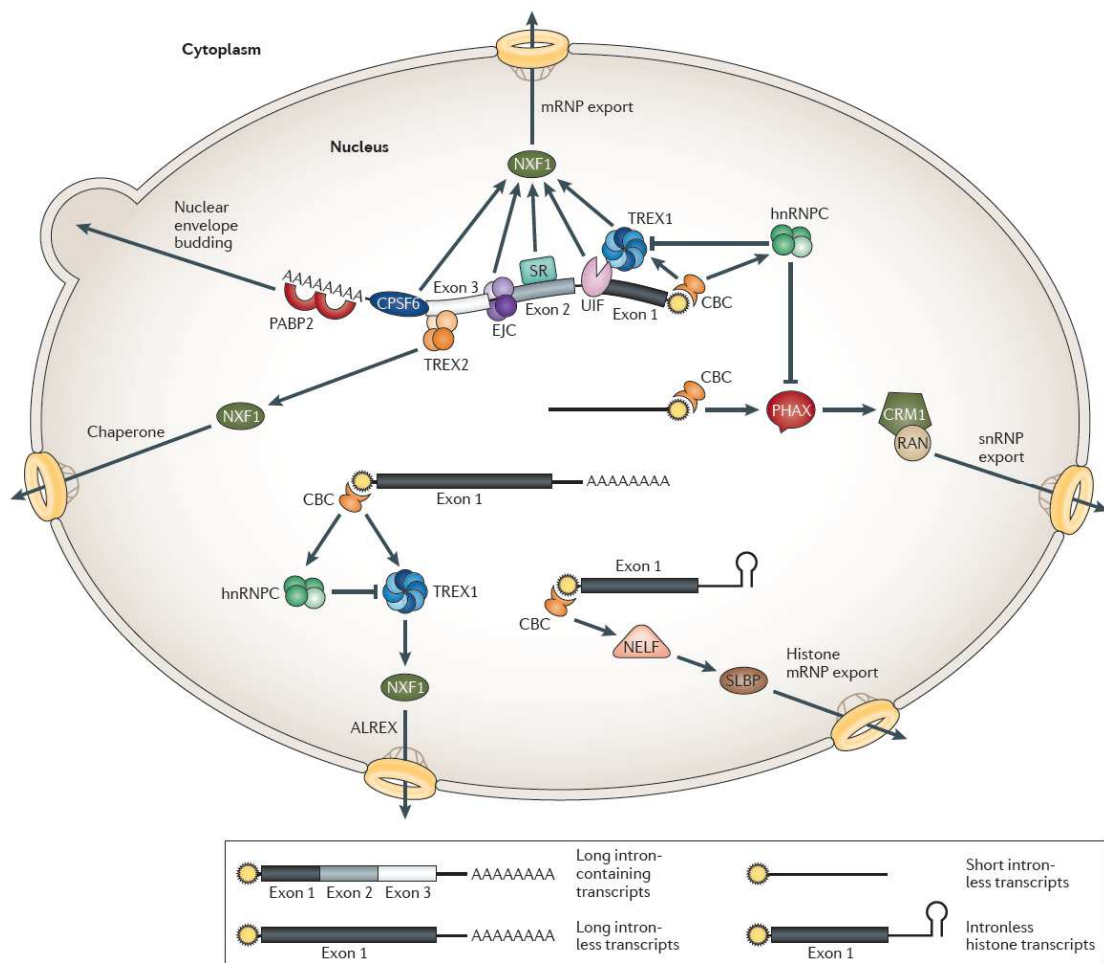 Cytoplasm
mRNP export
Nucleus
NXF1
Nuclear
envelope
budding
TREX1
hnRNPC
AAAAAAAA
PABP2
CPSF6
Exon 3
SR
EJC
Exon 2
UIF
Exon 1
CBC
TREX2
NXF1
Chaperone
CBC
PHAX
CRM1
RAN
snRNP
export
CBC
Exon 1
AAAAAAAA
hnRNPC
TREX1
NXF1
ALREX
Exon 1
CBC
NELF
SLBP
Histone
mRNP export
Exon 1
Exon 2
Exon 3
AAAAAAAA
Long intron-
containing
transcripts
Short intron-
less transcripts
Exon 1
AAAAAAAA
Long intron-
less transcripts
Exon 1
Intronless
histone transcripts